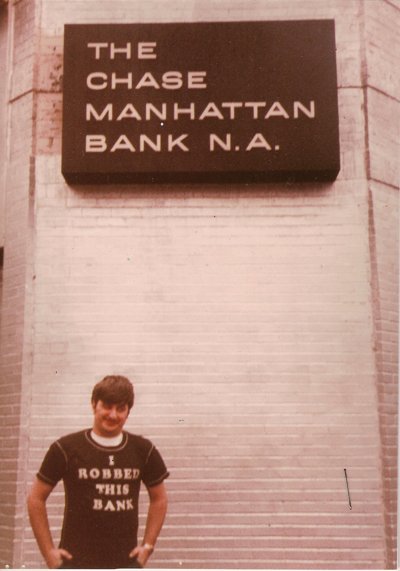 THE
CHASE
MANHATTAN
BANK N.A.
I
ROBBED
THIS
BANK